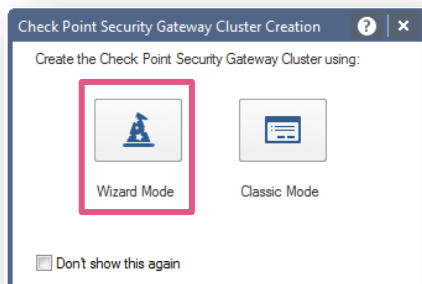 Check Point Security Gateway Cluster Creation ? ×
Create the Check Point Security Gateway Cluster using:
Wizard Mode Classic Mode
Don't show this again